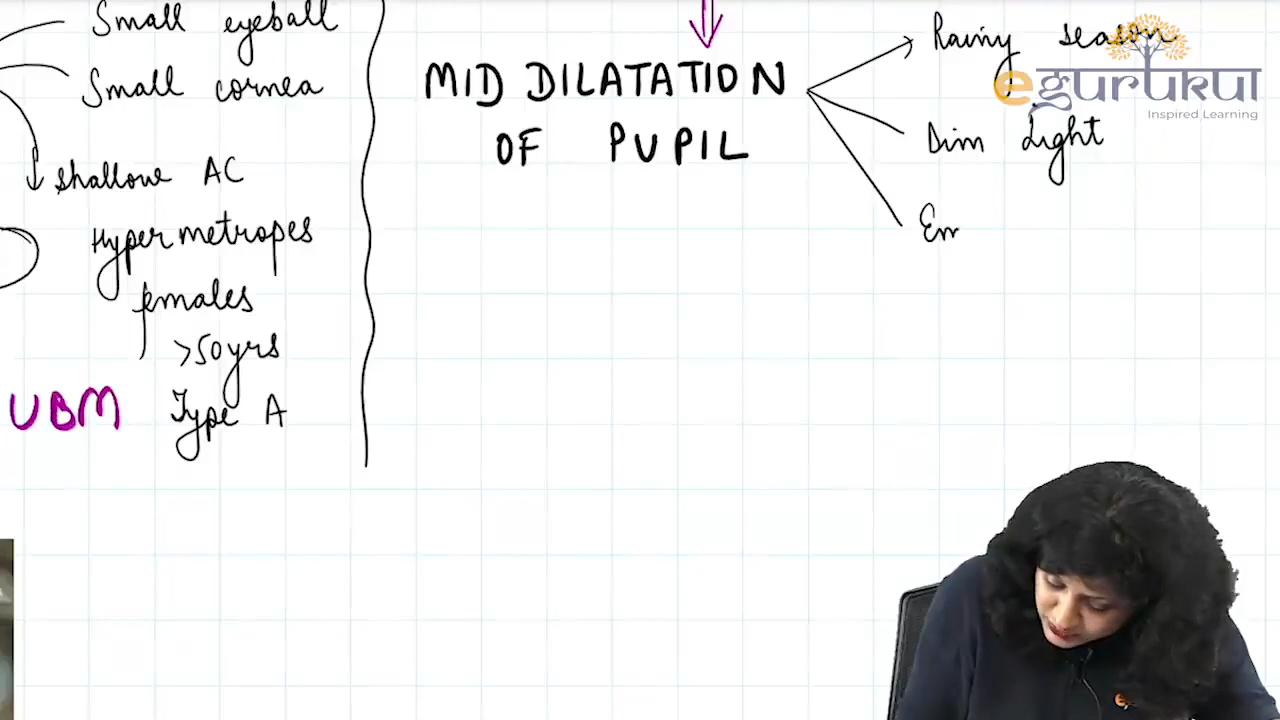 Small eyeball
Small cornea
Shallow AC
Hypermetropes
females
>50yrs
UBM Type A
MID DILATATION
OF PUPIL
Rainy season
Dim Light
Em
egurukul
Inspired Learning